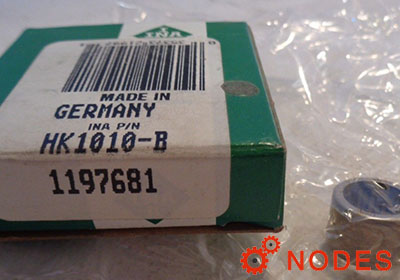 INA
MADE IN
GERMANY
INA P/N
HK1010-B
1197681
NODES